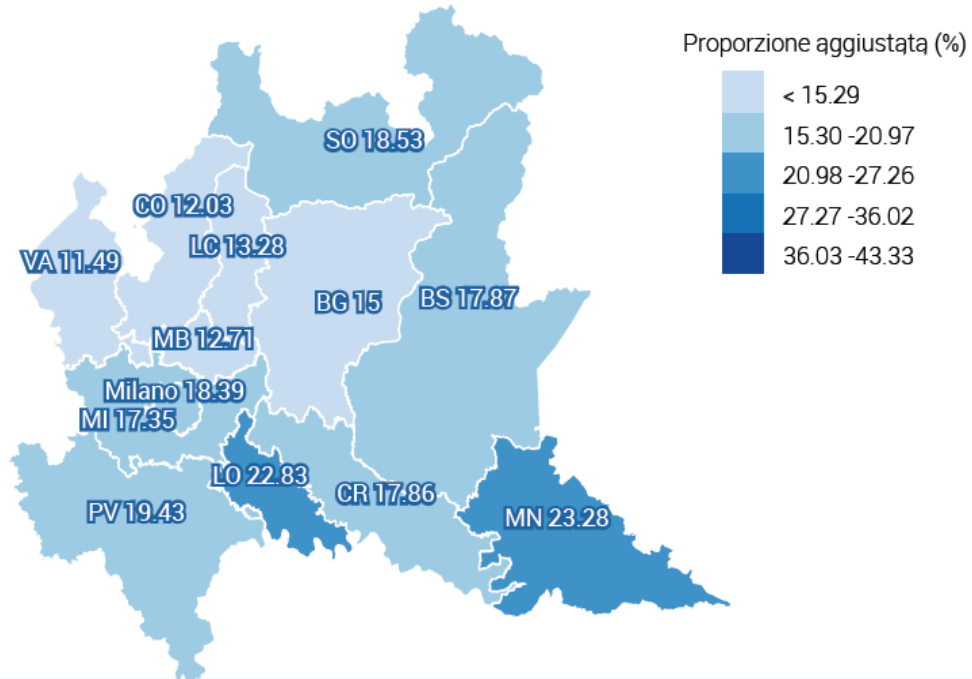 Proporzione aggiustata (%)
< 15.29
15.30 -20.97
20.98 -27.26
27.27 -36.02
36.03 -43.33
SO 18.53
CO 12.03
LC 13.28
VA 11.49
BG 15
BS 17.87
MB 12.71
Milano 18.39
MI 17.35
LO 22.83
CR 17.86
PV 19.43
MN 23.28